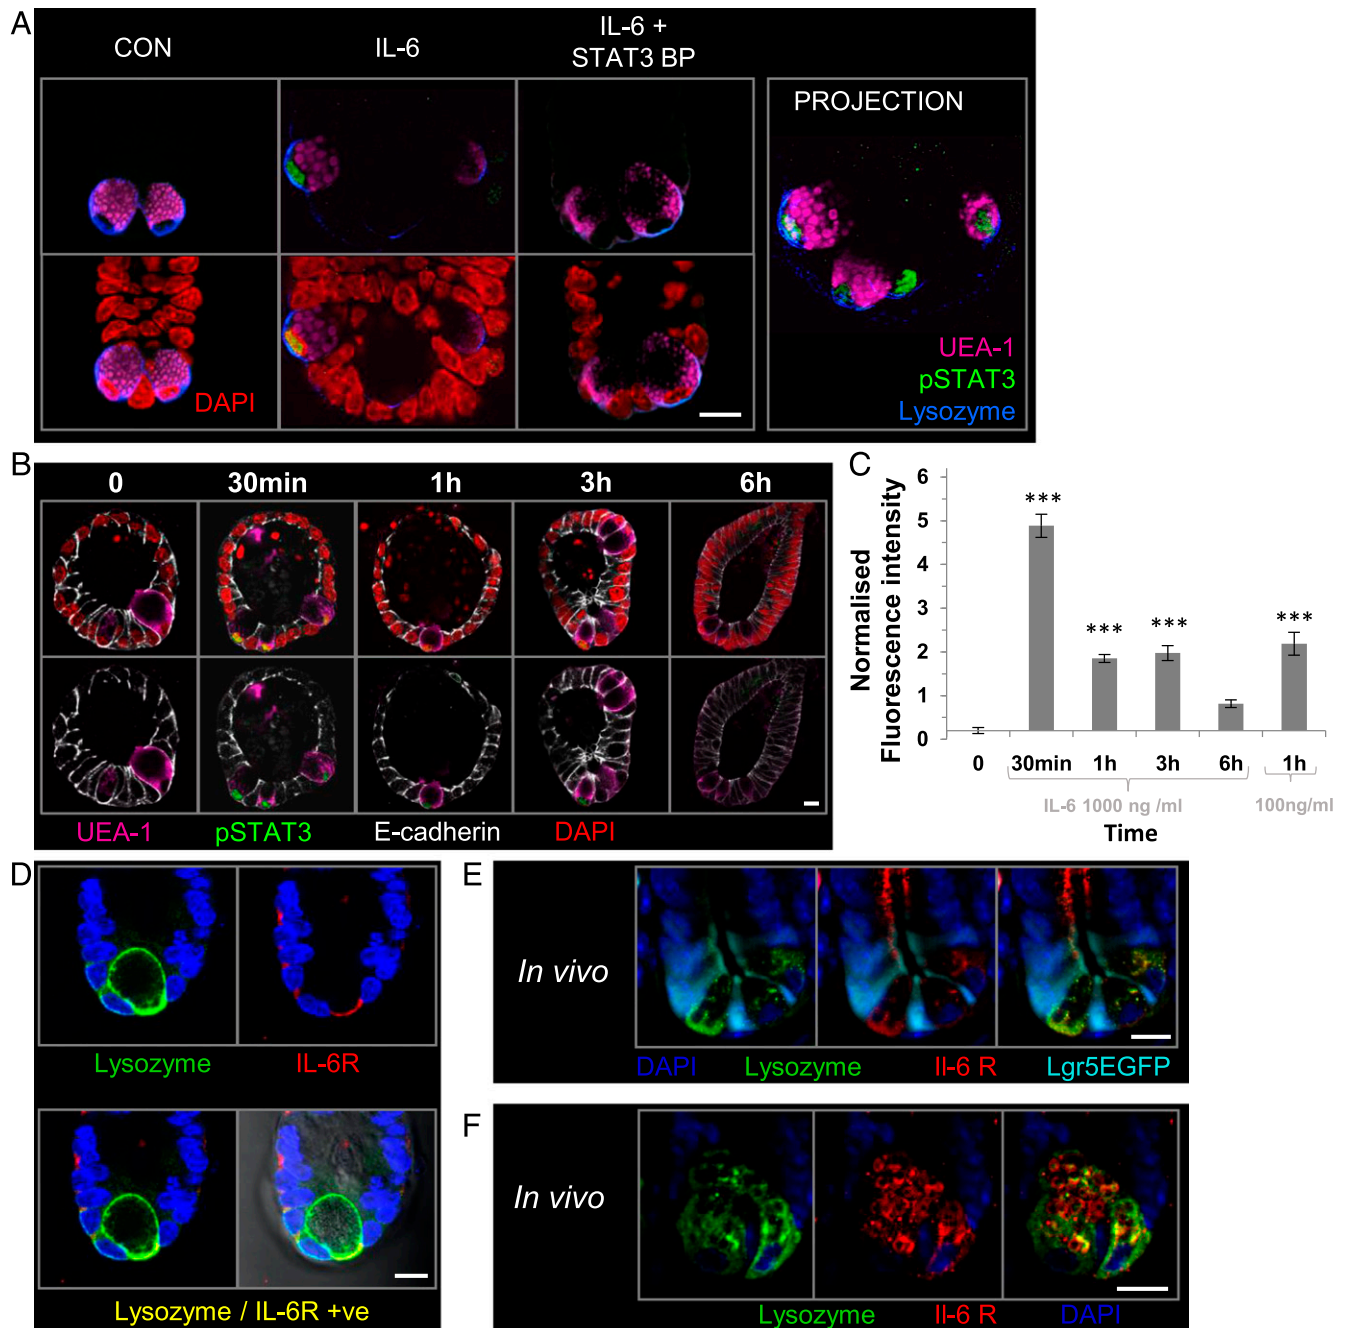 A
CON
IL-6
IL-6 +
STAT3 BP
PROJECTION
DAPI
UEA-1
pSTAT3
Lysozyme
B
0 30min 1h 3h 6h
UEA-1 pSTAT3 E-cadherin DAPI
C
Normalised
Fluorescence intensity
6
5
4
3
2
1
0
***
***
***
***
0 30min 1h 3h 6h 1h
IL-6 1000 ng /ml 100ng/ml
Time
D
Lysozyme IL-6R
Lysozyme / IL-6R +ve
E
In vivo
DAPI Lysozyme Il-6 R Lgr5EGFP
F
In vivo
Lysozyme Il-6 R DAPI